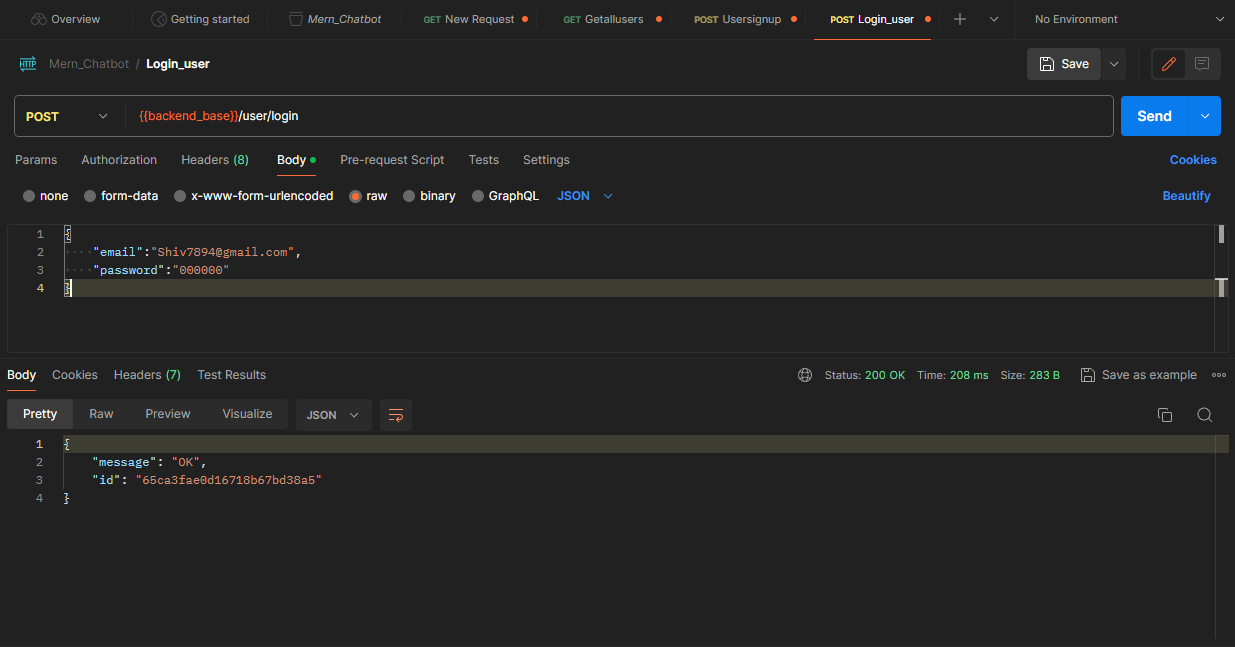 Overview Getting started Mern_Chatbot GET New Request GET Getallusers POST Usersignup POST Login_user No Environment
HTTP Mern_Chatbot / Login_user Save
POST {{backend_base}}/user/login Send
Params Authorization Headers (8) Body Pre-request Script Tests Settings Cookies
none form-data x-www-form-urlencoded raw binary GraphQL JSON Beautify
1 {
2 ····"email":"Shiv7894@gmail.com",
3 ····"password":"000000"
4 }
Body Cookies Headers (7) Test Results Status: 200 OK Time: 208 ms Size: 283 B Save as example
Pretty Raw Preview Visualize JSON
1 {
2 "message": "OK",
3 "id": "65ca3fae0d16718b67bd38a5"
4 }